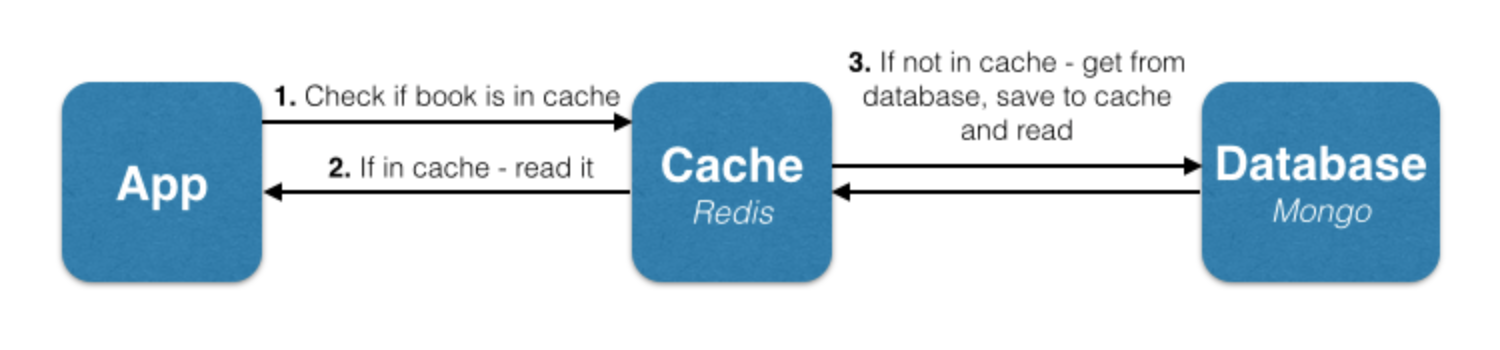 App
1. Check if book is in cache
2. If in cache - read it
Cache
Redis
3. If not in cache - get from
database, save to cache
and read
Database
Mongo